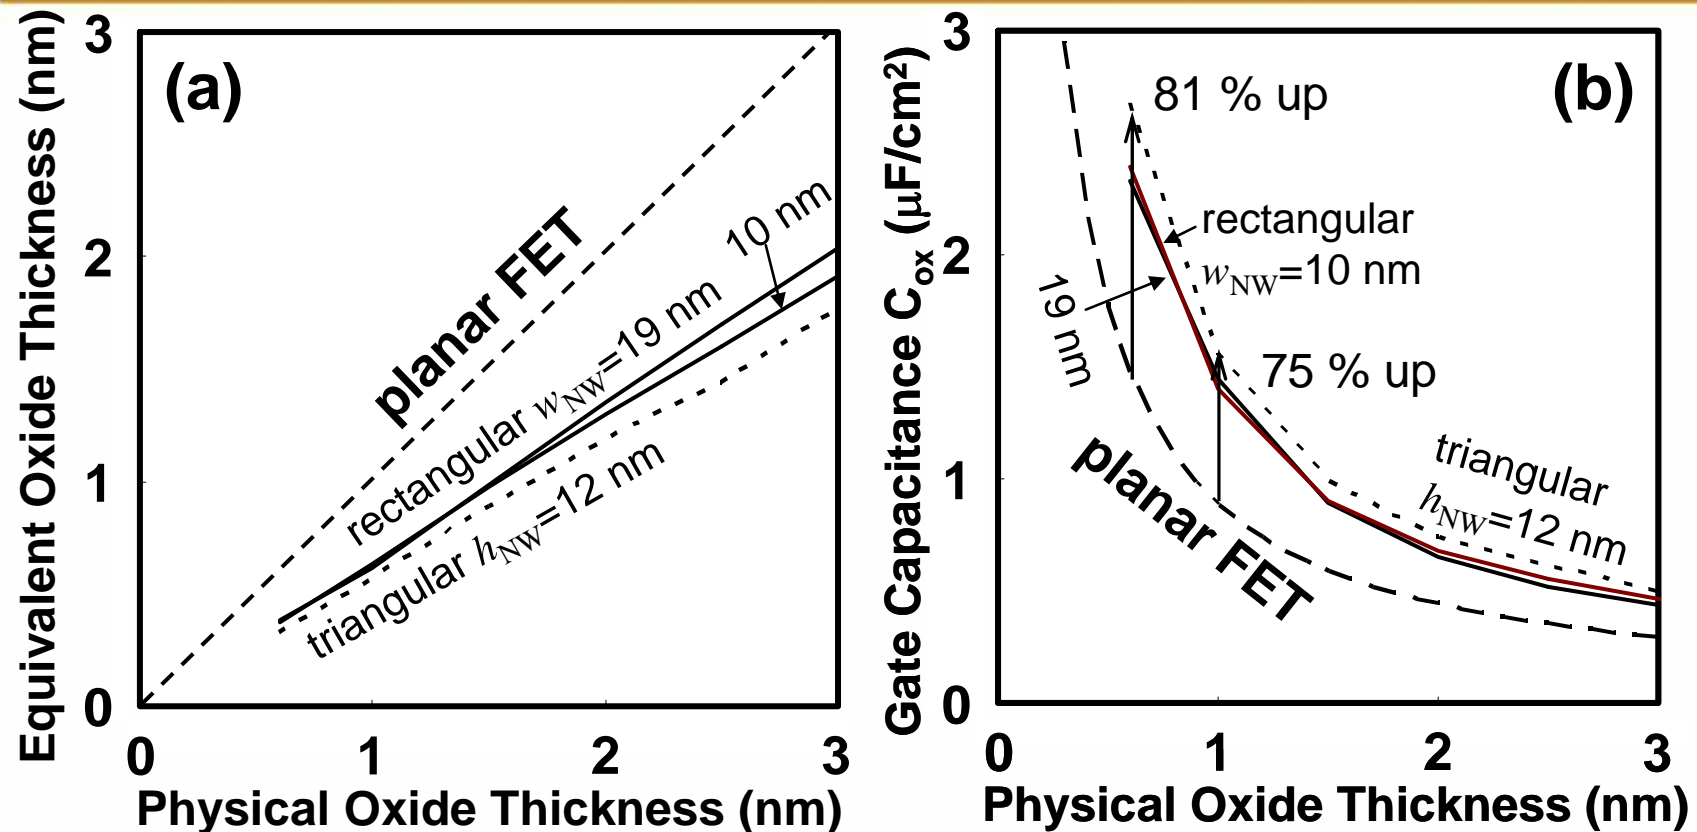 (a)
Equivalent Oxide Thickness (nm)
3
2
1
0
0 1 2 3
Physical Oxide Thickness (nm)
planar FET
10 nm
rectangular wNW=19 nm
triangular hNW=12 nm
(b)
Gate Capacitance Cox (μF/cm²)
3
2
1
0
0 1 2 3
Physical Oxide Thickness (nm)
81 % up
rectangular
wNW=10 nm
19 nm
75 % up
planar FET
triangular
hNW=12 nm